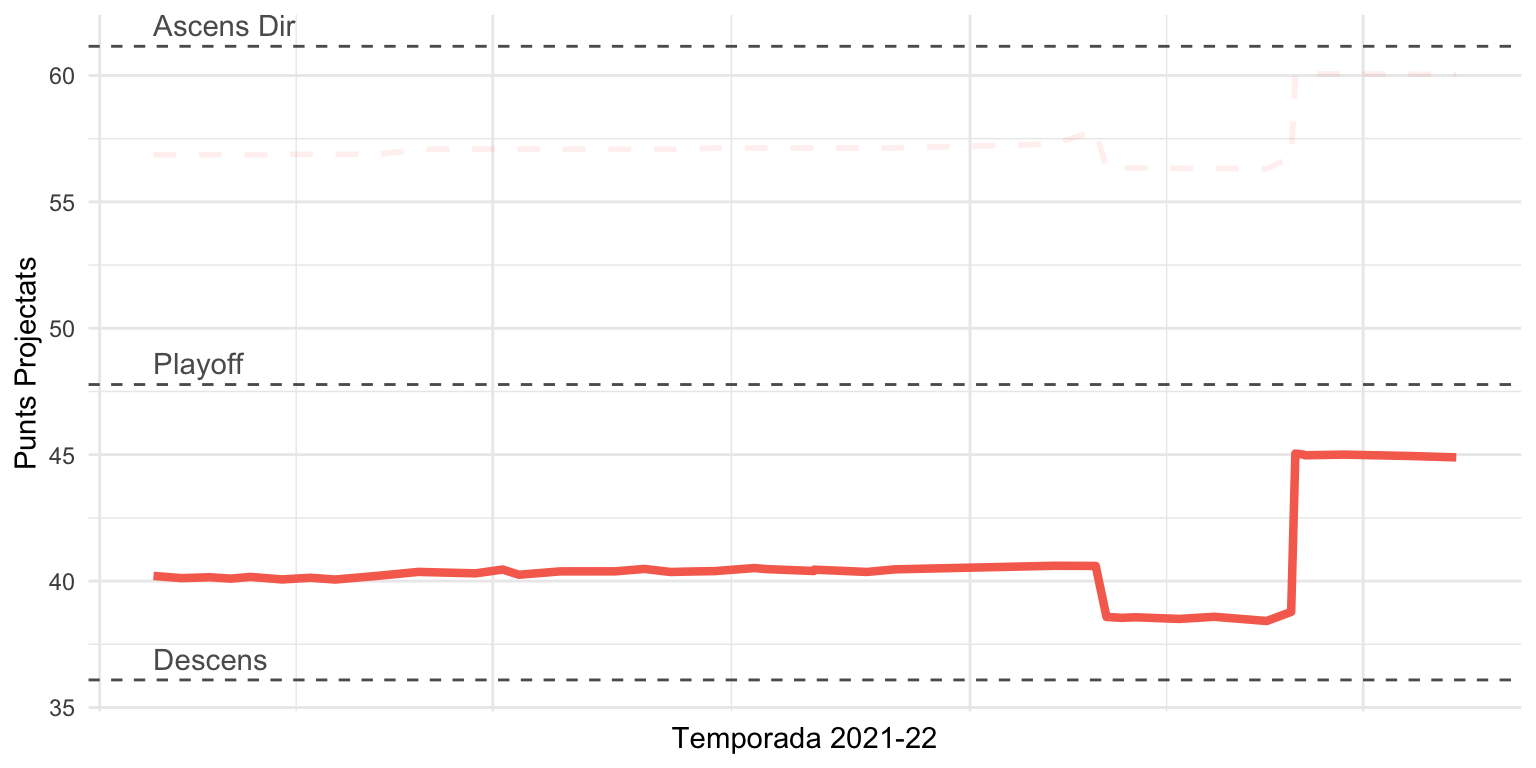 Ascens Dir
60
55
50
Playoff
45
40
Descens
35
Punts Projectats
Temporada 2021-22